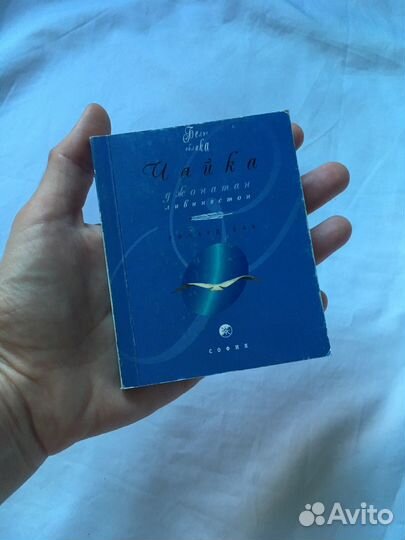 Чайка
джонатан
ливингстон
СОФИЯ
Avito